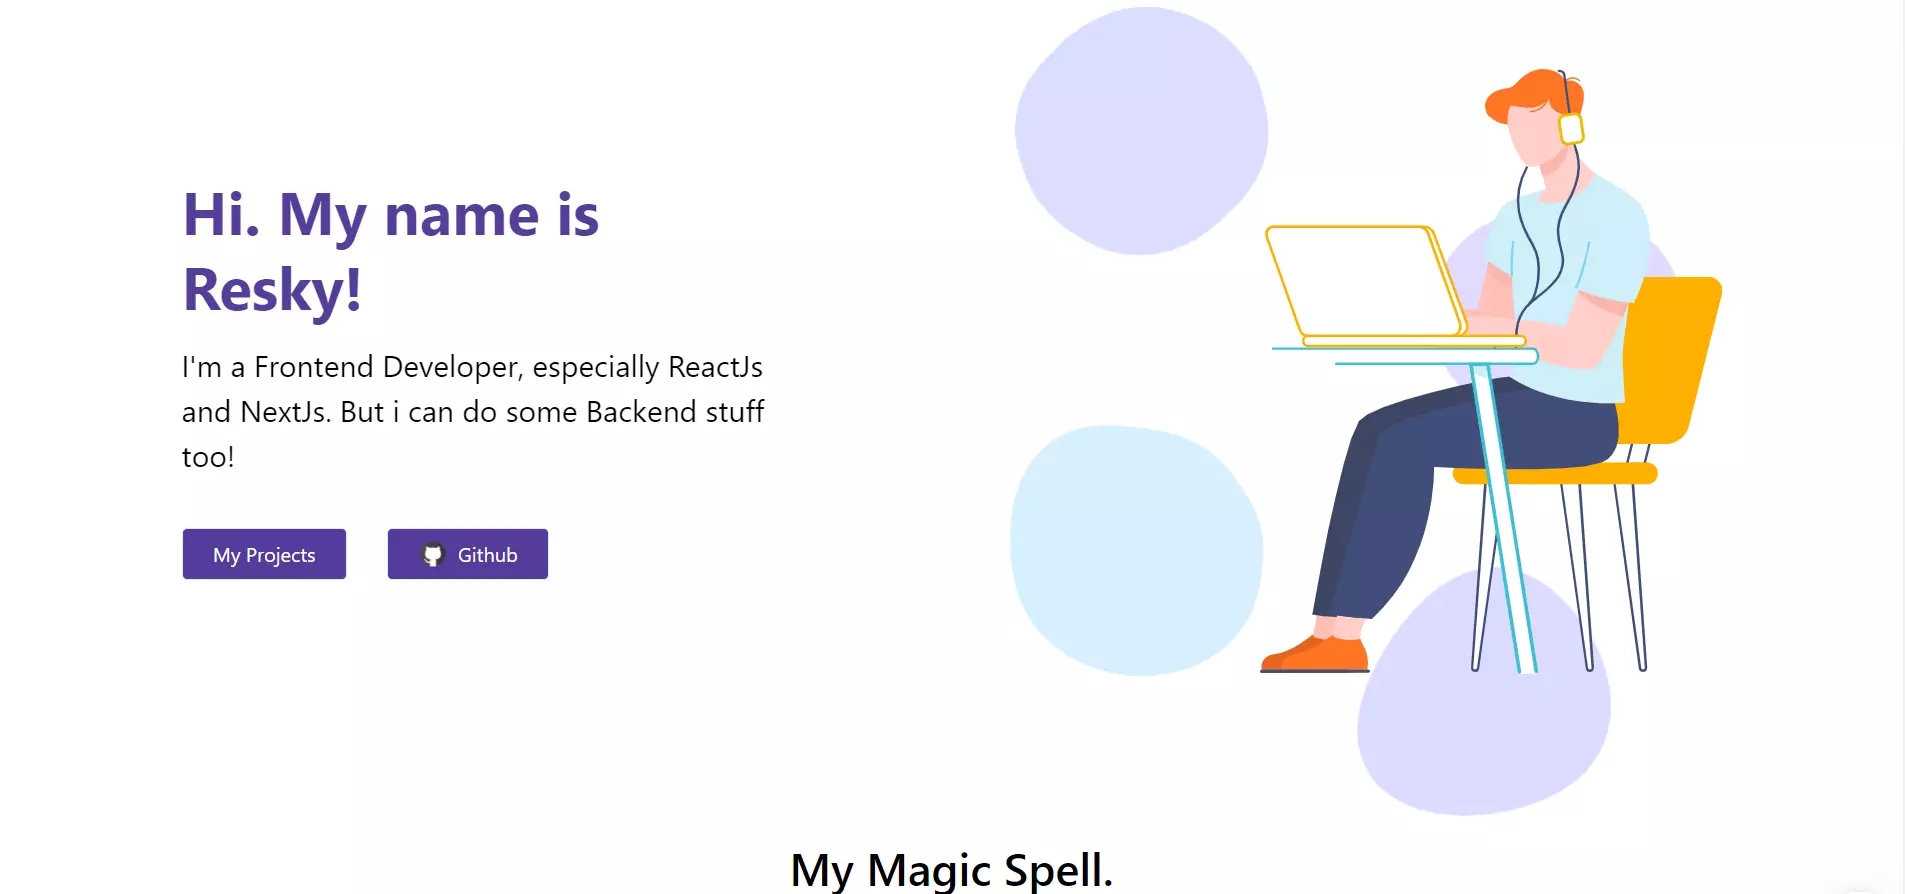 Hi. My name is
Resky!
I'm a Frontend Developer, especially ReactJs
and NextJs. But i can do some Backend stuff
too!
My Projects
Github
My Magic Spell.